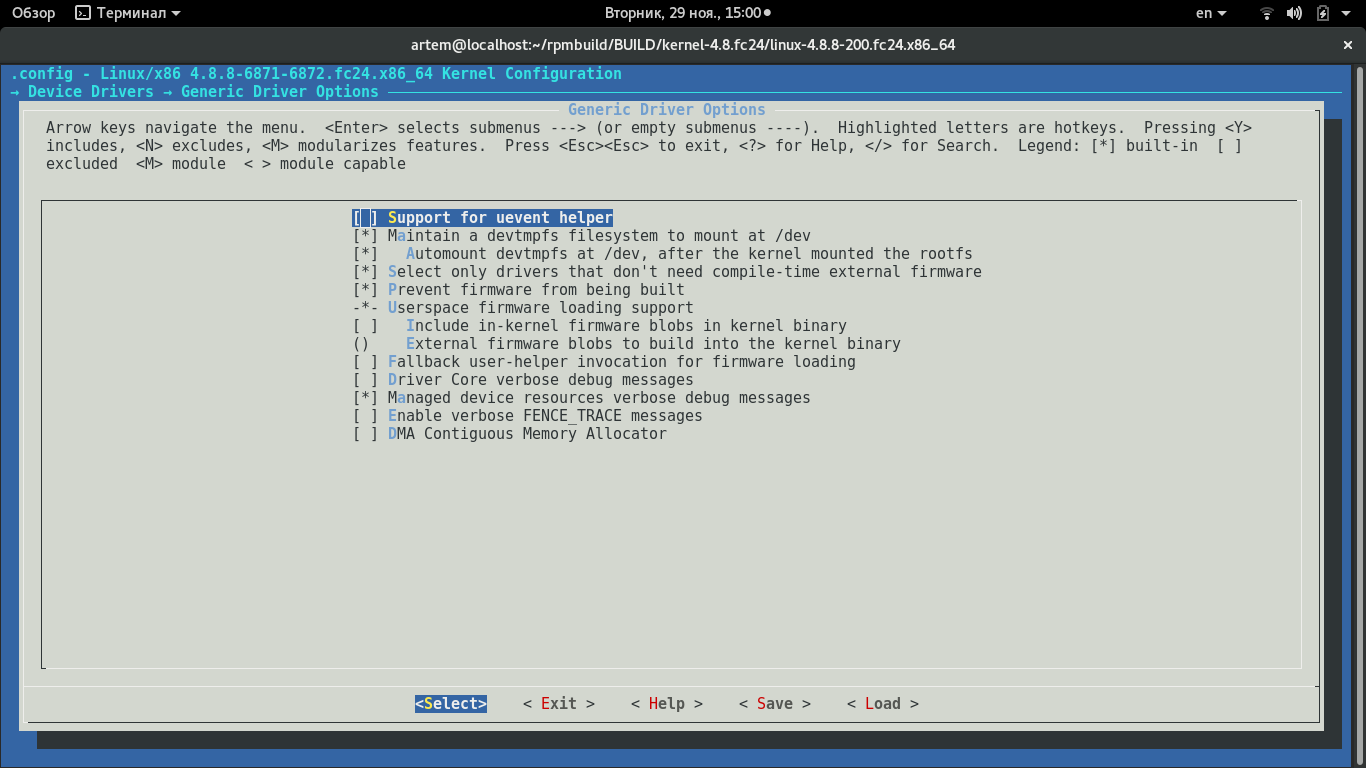 Обзор Терминал Вторник, 29 ноя., 15:00 en
artem@localhost:~/rpmbuild/BUILD/kernel-4.8.fc24/linux-4.8.8-200.fc24.x86_64 ×
.config - Linux/x86 4.8.8-6871-6872.fc24.x86_64 Kernel Configuration
→ Device Drivers → Generic Driver Options
Generic Driver Options
Arrow keys navigate the menu.  <Enter> selects submenus ---> (or empty submenus ----).  Highlighted letters are hotkeys.  Pressing <Y>
includes, <N> excludes, <M> modularizes features.  Press <Esc><Esc> to exit, <?> for Help, </> for Search.  Legend: [*] built-in  [ ]
excluded  <M> module  < > module capable
[ ] Support for uevent helper
[*] Maintain a devtmpfs filesystem to mount at /dev
[*]   Automount devtmpfs at /dev, after the kernel mounted the rootfs
[*] Select only drivers that don't need compile-time external firmware
[*] Prevent firmware from being built
-*- Userspace firmware loading support
[ ]   Include in-kernel firmware blobs in kernel binary
()    External firmware blobs to build into the kernel binary
[ ] Fallback user-helper invocation for firmware loading
[ ] Driver Core verbose debug messages
[*] Managed device resources verbose debug messages
[ ] Enable verbose FENCE_TRACE messages
[ ] DMA Contiguous Memory Allocator
<Select>    < Exit >    < Help >    < Save >    < Load >